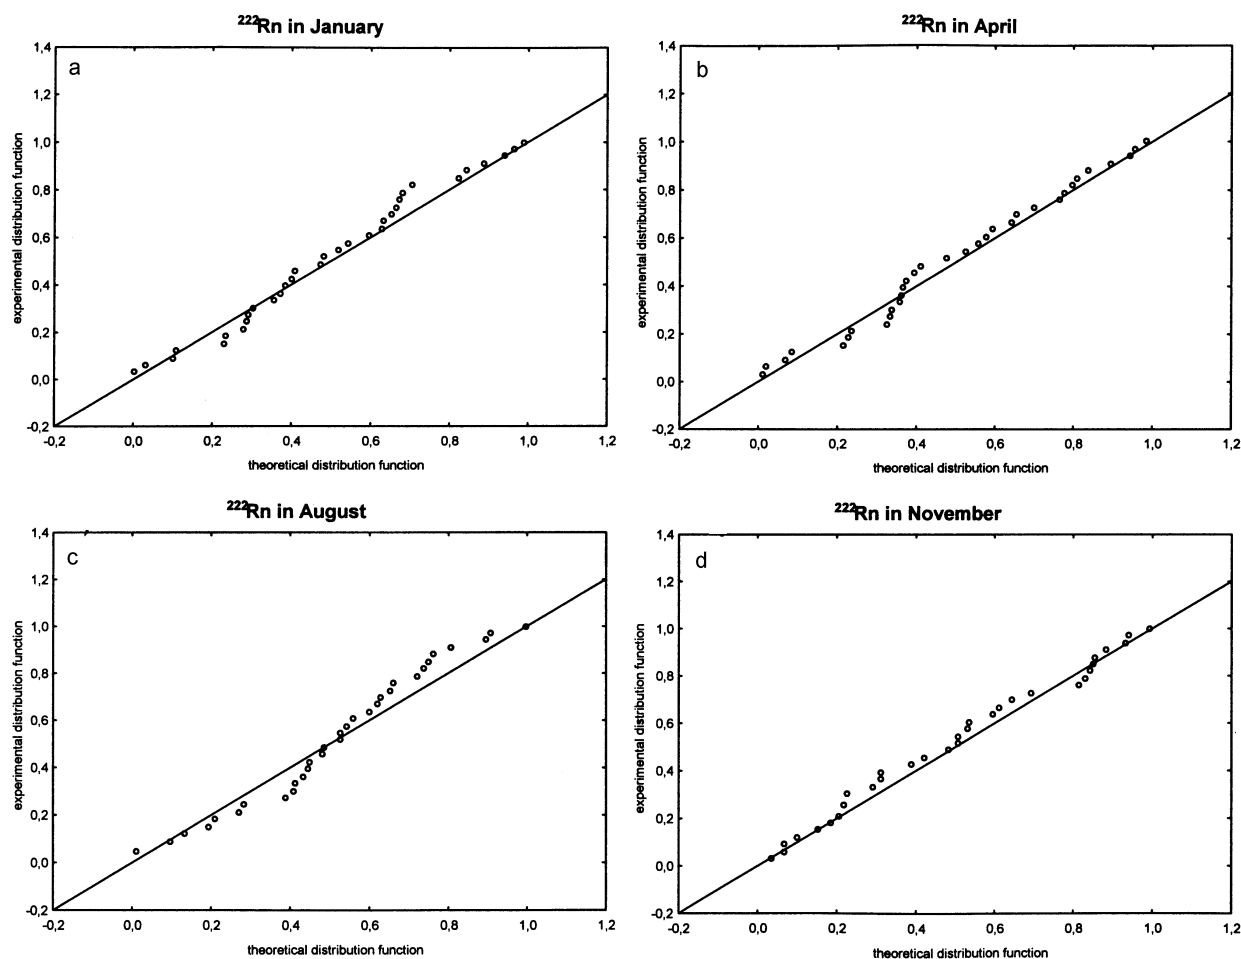 ²²²Rn in January
a
1,4
1,2
1,0
0,8
0,6
0,4
0,2
0,0
-0,2
experimental distribution function
-0,2 0,0 0,2 0,4 0,6 0,8 1,0 1,2
theoretical distribution function
²²²Rn in April
b
1,4
1,2
1,0
0,8
0,6
0,4
0,2
0,0
-0,2
experimental distribution function
-0,2 0,0 0,2 0,4 0,6 0,8 1,0 1,2
theoretical distribution function
²²²Rn in August
c
1,4
1,2
1,0
0,8
0,6
0,4
0,2
0,0
-0,2
experimental distribution function
-0,2 0,0 0,2 0,4 0,6 0,8 1,0 1,2
theoretical distribution function
²²²Rn in November
d
1,4
1,2
1,0
0,8
0,6
0,4
0,2
0,0
-0,2
experimental distribution function
-0,2 0,0 0,2 0,4 0,6 0,8 1,0 1,2
theoretical distribution function